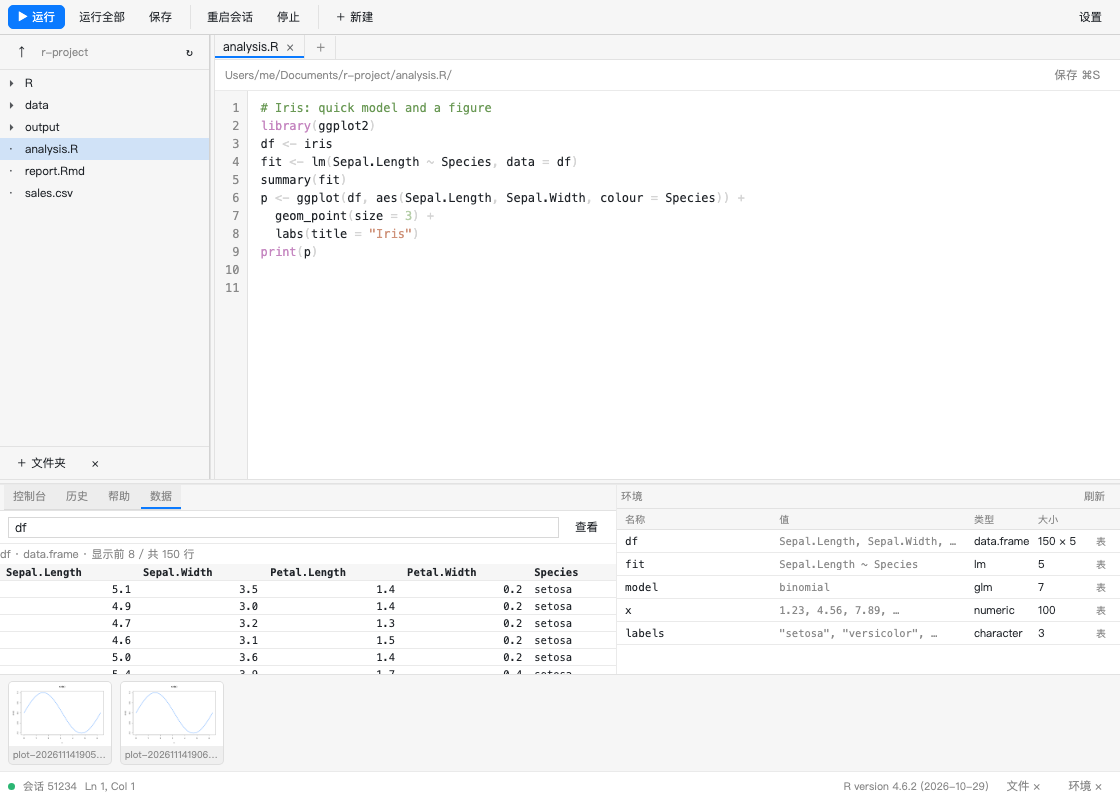 ▶ 运行 运行全部 保存 重启会话 停止 + 新建 设置
↑ r-project ↻
R
data
output
analysis.R
report.Rmd
sales.csv
+ 文件夹 ×
analysis.R × +
Users/me/Documents/r-project/analysis.R/ 保存 ⌘S
1 # Iris: quick model and a figure
2 library(ggplot2)
3 df <- iris
4 fit <- lm(Sepal.Length ~ Species, data = df)
5 summary(fit)
6 p <- ggplot(df, aes(Sepal.Length, Sepal.Width, colour = Species)) +
7 geom_point(size = 3) +
8 labs(title = "Iris")
9 print(p)
10
11
控制台 历史 帮助 数据
df 查看
df · data.frame · 显示前 8 / 共 150 行
Sepal.Length Sepal.Width Petal.Length Petal.Width Species
5.1 3.5 1.4 0.2 setosa
4.9 3.0 1.4 0.2 setosa
4.7 3.2 1.3 0.2 setosa
4.6 3.1 1.5 0.2 setosa
5.0 3.6 1.4 0.2 setosa
5.4 3.9 1.7 0.4 setosa
环境 刷新
名称 值 类型 大小
df Sepal.Length, Sepal.Width, … data.frame 150 × 5 表
fit Sepal.Length ~ Species lm 5 表
model binomial glm 7 表
x 1.23, 4.56, 7.89, … numeric 100 表
labels "setosa", "versicolor", … character 3 表
plot-202611141905… plot-202611141906…
会话 51234 Ln 1, Col 1 R version 4.6.2 (2026-10-29) 文件 × 环境 ×